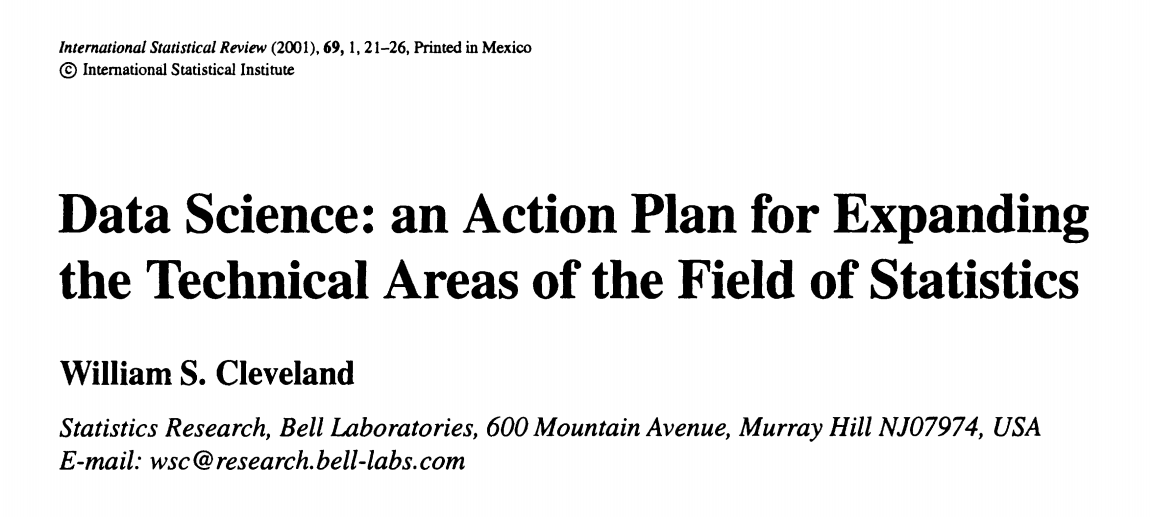 International Statistical Review (2001), 69, 1, 21–26, Printed in Mexico
© International Statistical Institute
Data Science: an Action Plan for Expanding
the Technical Areas of the Field of Statistics
William S. Cleveland
Statistics Research, Bell Laboratories, 600 Mountain Avenue, Murray Hill NJ07974, USA
E-mail: wsc@research.bell-labs.com